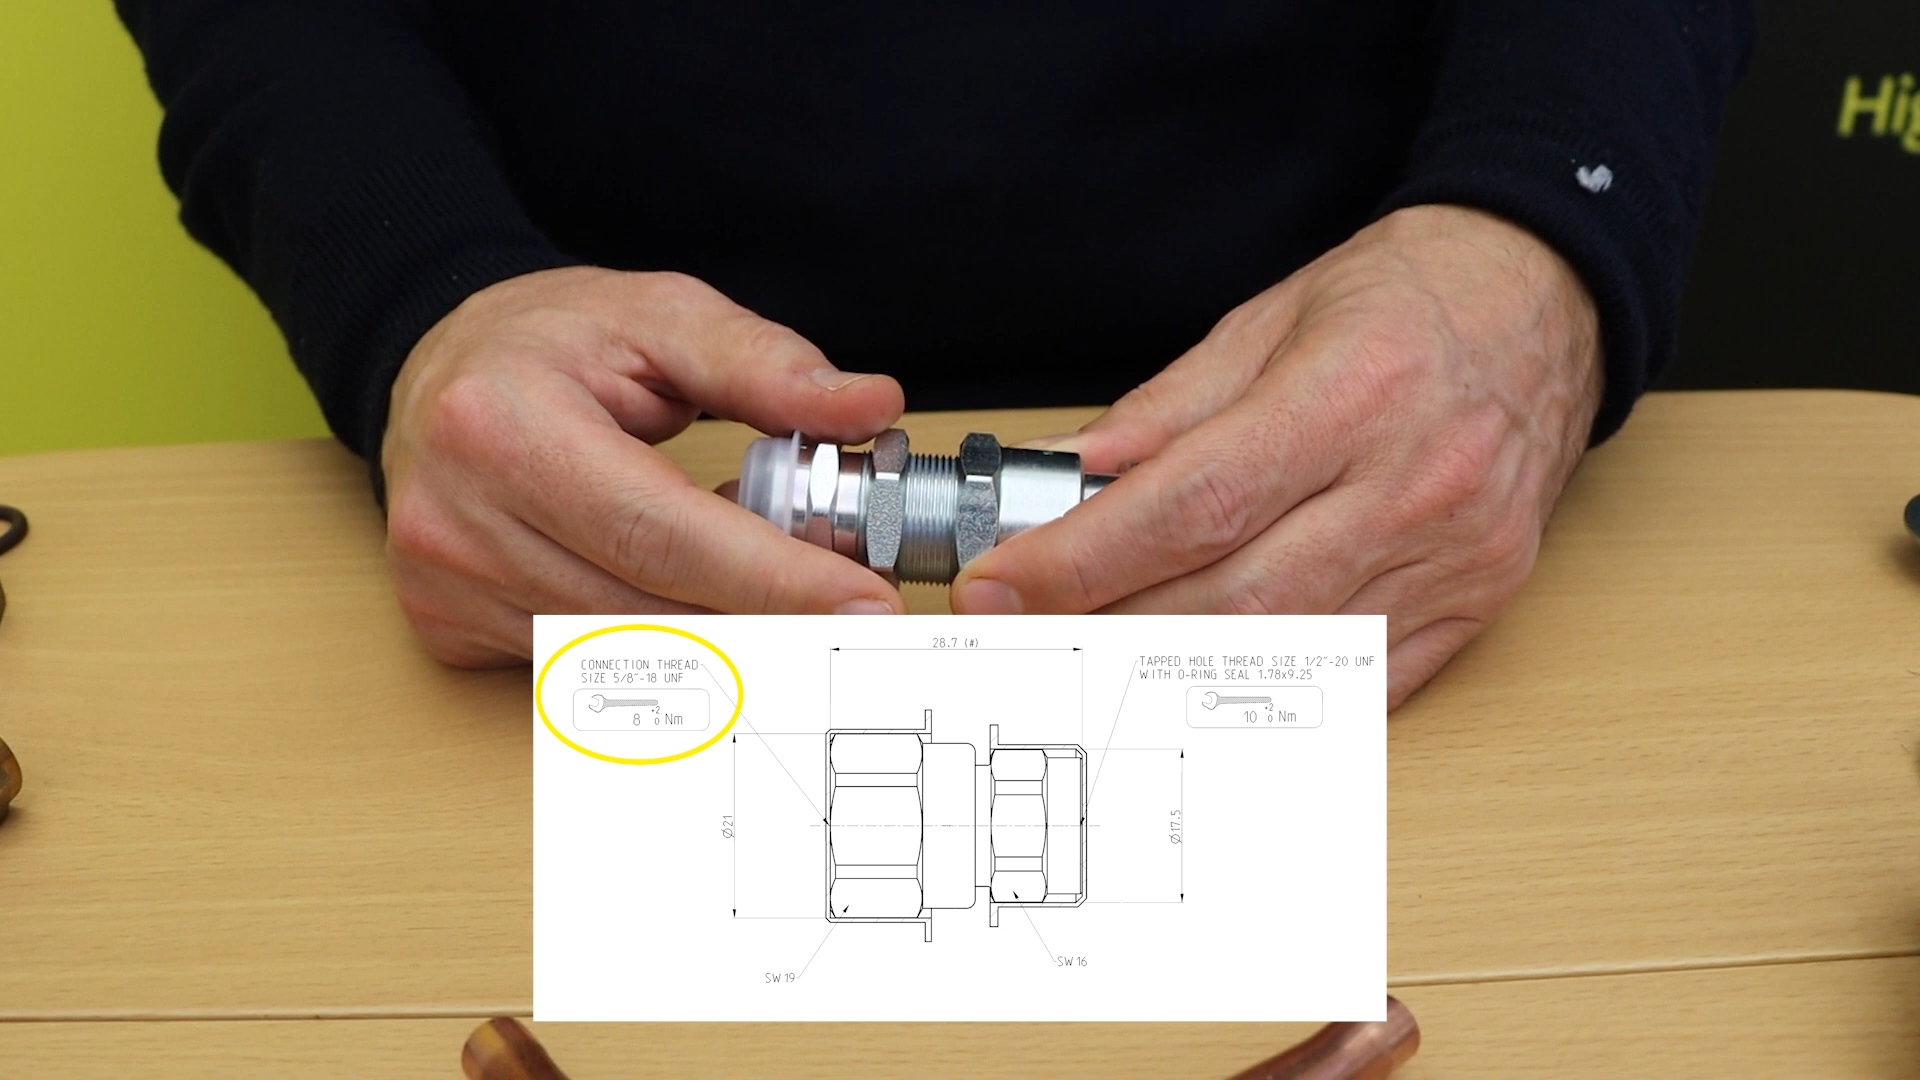 Hig
28.7 (#)
CONNECTION THREAD
SIZE 5/8"-18 UNF
8 +2 0 Nm
TAPPED HOLE THREAD SIZE 1/2"-20 UNF
WITH O-RING SEAL 1.78x9.25
10 +2 0 Nm
Ø21
Ø17.5
SW 19
SW 16